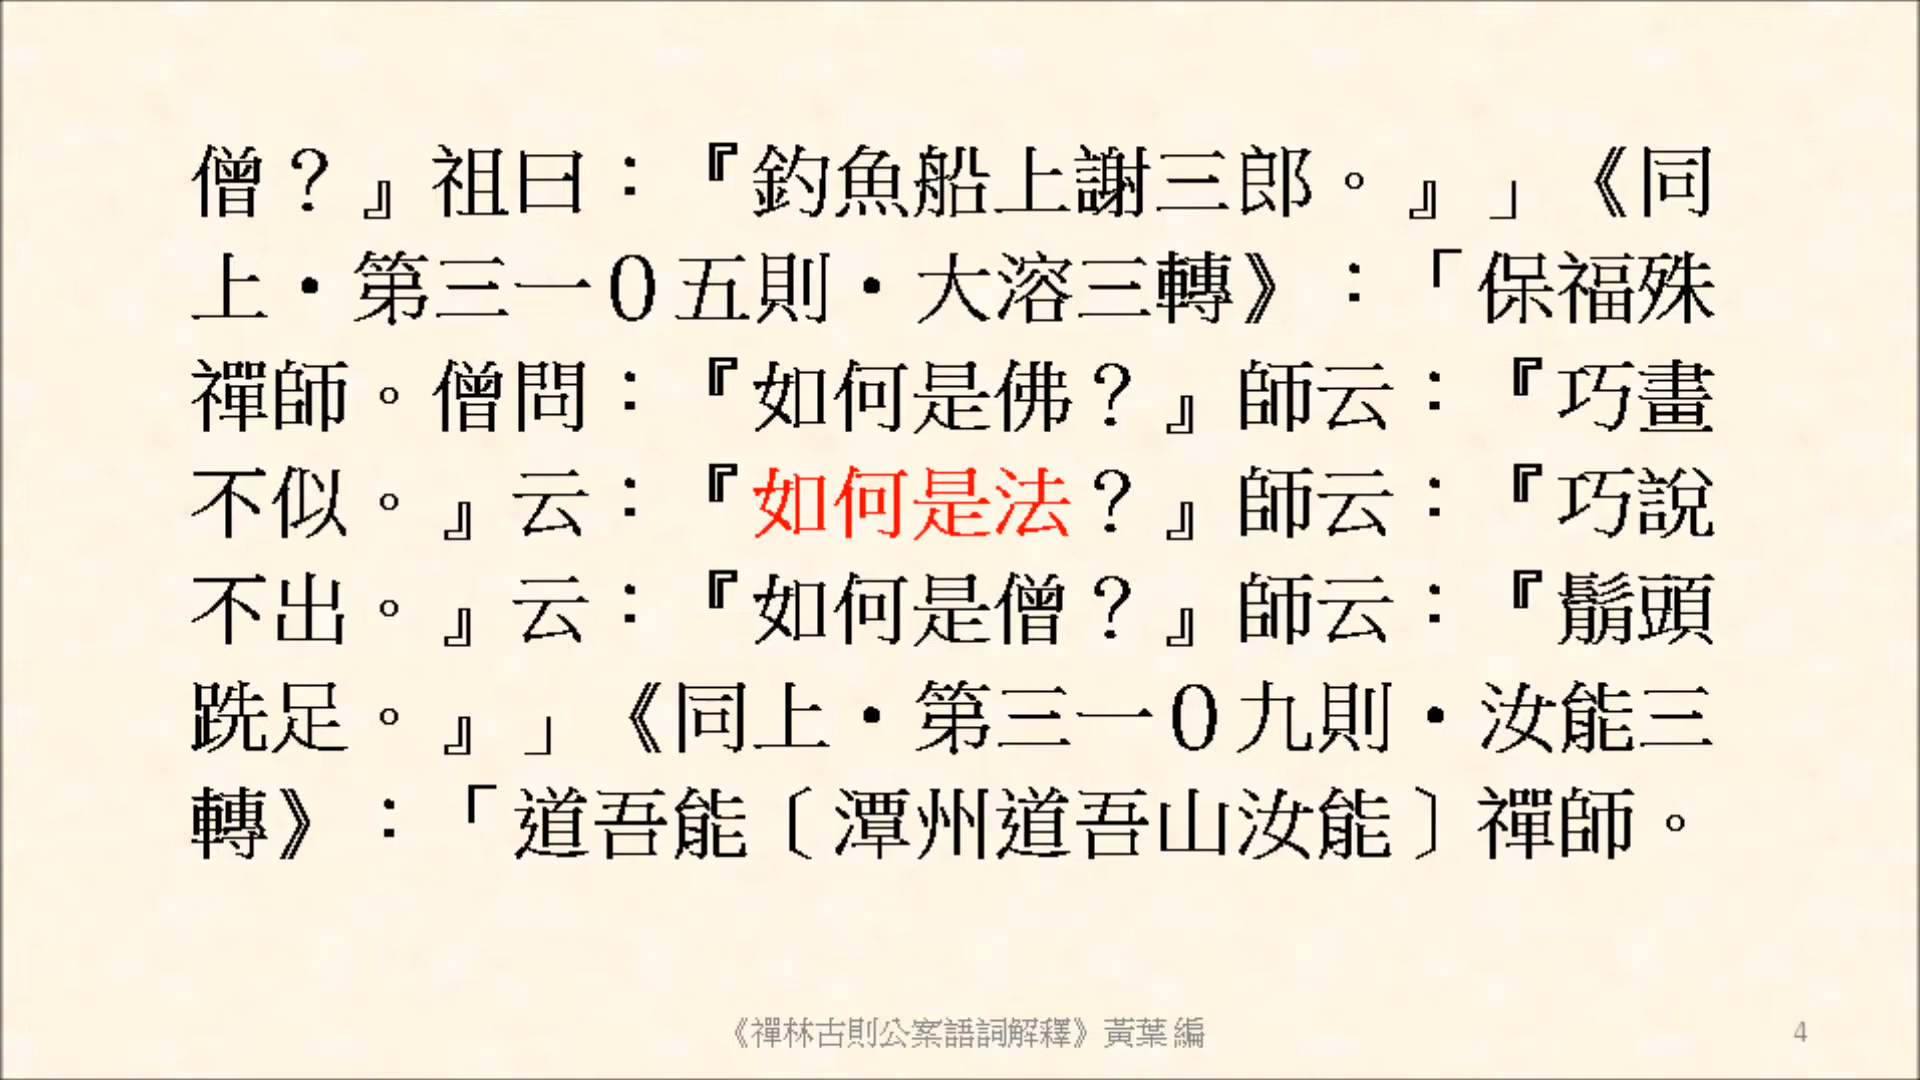 僧？』祖曰：『釣魚船上謝三郎。』」《同
上‧第三一０五則‧大溶三轉》：「保福殊
禪師。僧問：『如何是佛？』師云：『巧畫
不似。』云：『如何是法？』師云：『巧說
不出。』云：『如何是僧？』師云：『鬅頭
跣足。』」《同上‧第三一０九則‧汝能三
轉》：「道吾能〔潭州道吾山汝能〕禪師。
《禪林古則公案語詞解釋》黃葉 編
4